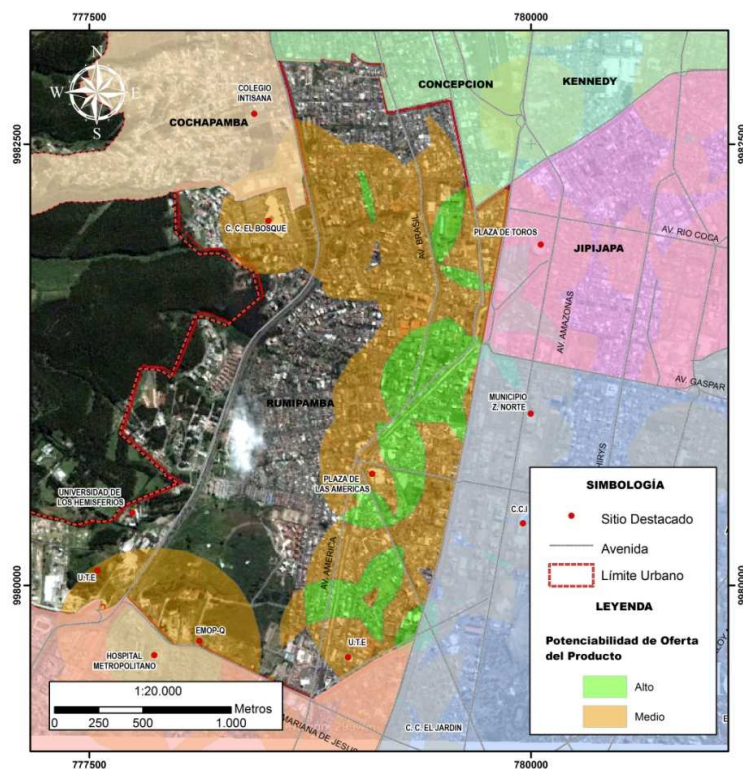 777500
780000
N
W
E
S
COLEGIO
INTISANA
CONCEPCION
KENNEDY
COCHAPAMBA
9982500
9982500
C. C. EL BOSQUE
AV. BRASIL
PLAZA DE TOROS
AV. RIO COCA
JIPIJAPA
AV. AMAZONAS
AV. GASPAR
RUMIPAMBA
MUNICIPIO
Z. NORTE
PLAZA DE
LAS AMERICAS
UNIVERSIDAD DE
LOS HEMISFERIOS
C.C.I
SIMBOLOGÍA
Sitio Destacado
Avenida
Límite Urbano
LEYENDA
Potenciabilidad de Oferta
del Producto
Alto
Medio
9980000
9980000
U.T.E
AV. AMERICA
EMOP-Q
HOSPITAL
METROPOLITANO
U.T.E
1:20.000
Metros
0 250 500 1.000
MARIANA DE JESUS
C. C. EL JARDIN
777500
780000